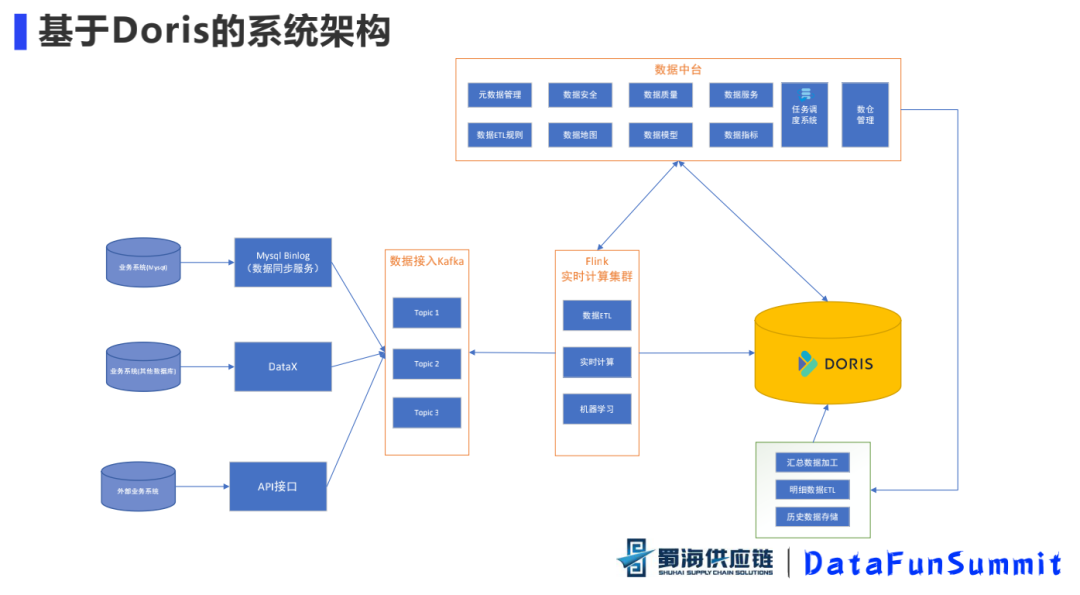 基于Doris的系统架构
数据中台
元数据管理
数据安全
数据质量
数据服务
任务调
度系统
数仓
管理
数据ETL规则
数据地图
数据模型
数据指标
业务系统(Mysql)
Mysql Binlog
（数据同步服务）
数据接入Kafka
Topic 1
Topic 2
Topic 3
Flink
实时计算集群
数据ETL
实时计算
机器学习
业务系统(其他数据库)
DataX
外部业务系统
API接口
DORIS
汇总数据加工
明细数据ETL
历史数据存储
蜀海供应链
SHUHAI SUPPLY CHAIN SOLUTIONS
DataFunSummit